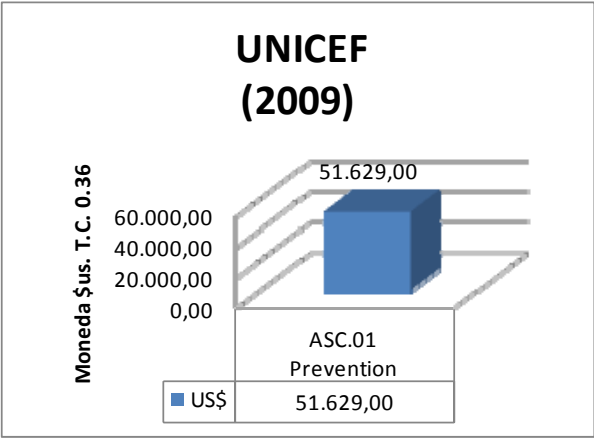 UNICEF
(2009)
Moneda $us. T.C. 0.36
51.629,00
60.000,00
40.000,00
20.000,00
0,00
ASC.01
Prevention
US$ 51.629,00